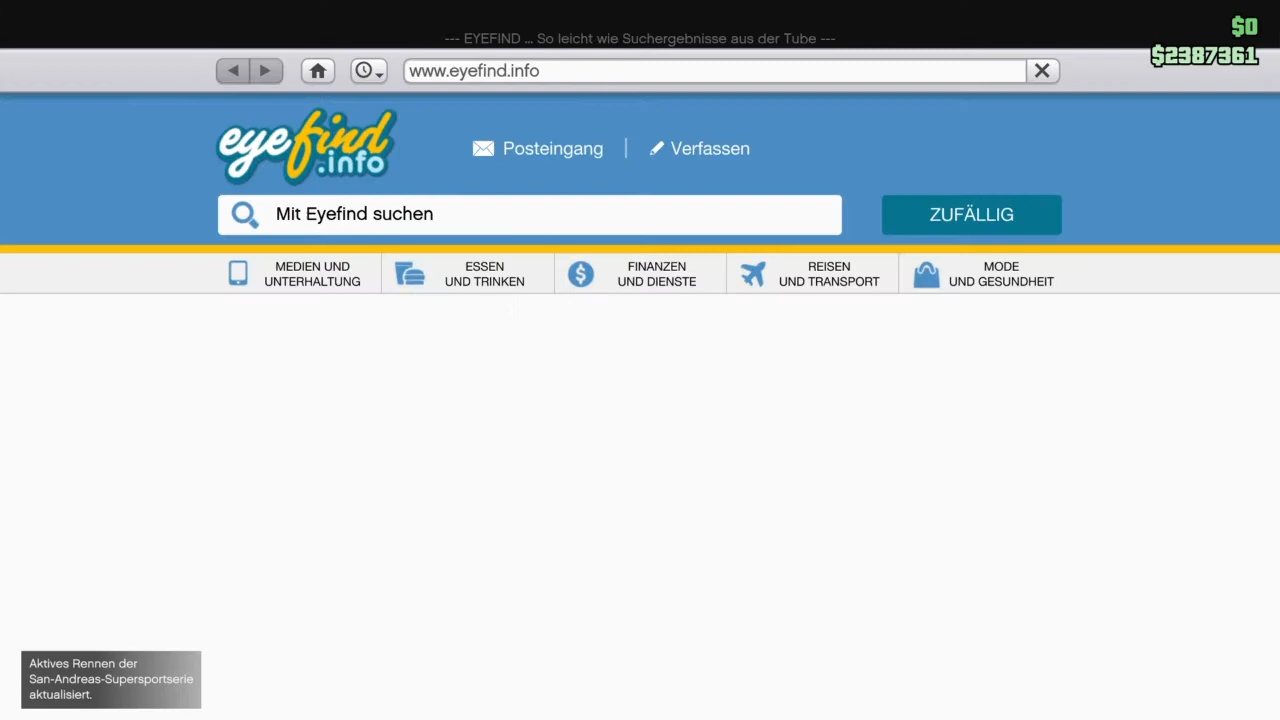 $0
--- EYEFIND ... So leicht wie Suchergebnisse aus der Tube ---
$2387361
www.eyefind.info
eyefind
.info
Posteingang
Verfassen
Mit Eyefind suchen
ZUFÄLLIG
MEDIEN UND
UNTERHALTUNG
ESSEN
UND TRINKEN
FINANZEN
UND DIENSTE
REISEN
UND TRANSPORT
MODE
UND GESUNDHEIT
Aktives Rennen der
San-Andreas-Supersportserie
aktualisiert.